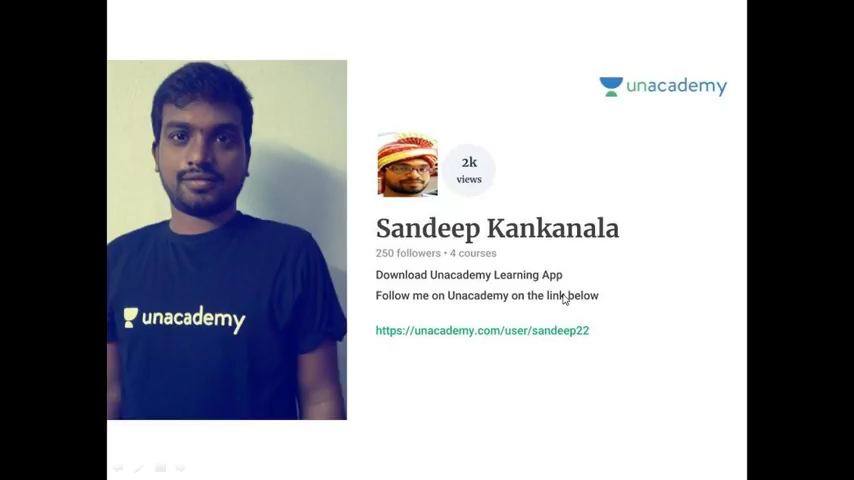 unacademy
2k
views
Sandeep Kankanala
250 followers • 4 courses
Download Unacademy Learning App
Follow me on Unacademy on the link below
unacademy
https://unacademy.com/user/sandeep22